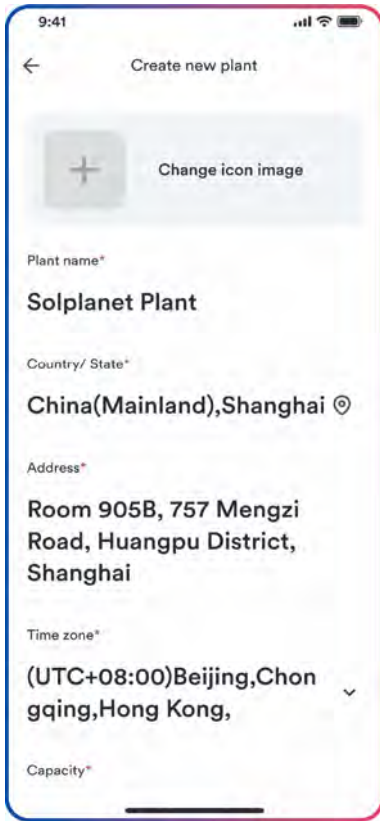 9:41
Create new plant
Change icon image
Plant name*
Solplanet Plant
Country/ State*
China(Mainland),Shanghai
Address*
Room 905B, 757 Mengzi
Road, Huangpu District,
Shanghai
Time zone*
(UTC+08:00)Beijing,Chon
gqing,Hong Kong,
Capacity*